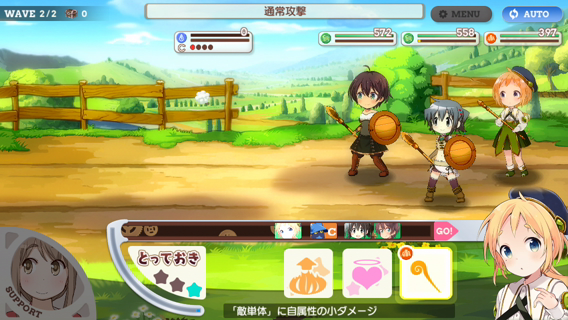 WAVE 2/2 0
通常攻撃
MENU
AUTO
0
C
572
558
397
C
GO!
とっておき
SUPPORT
「敵単体」に自属性の小ダメージ